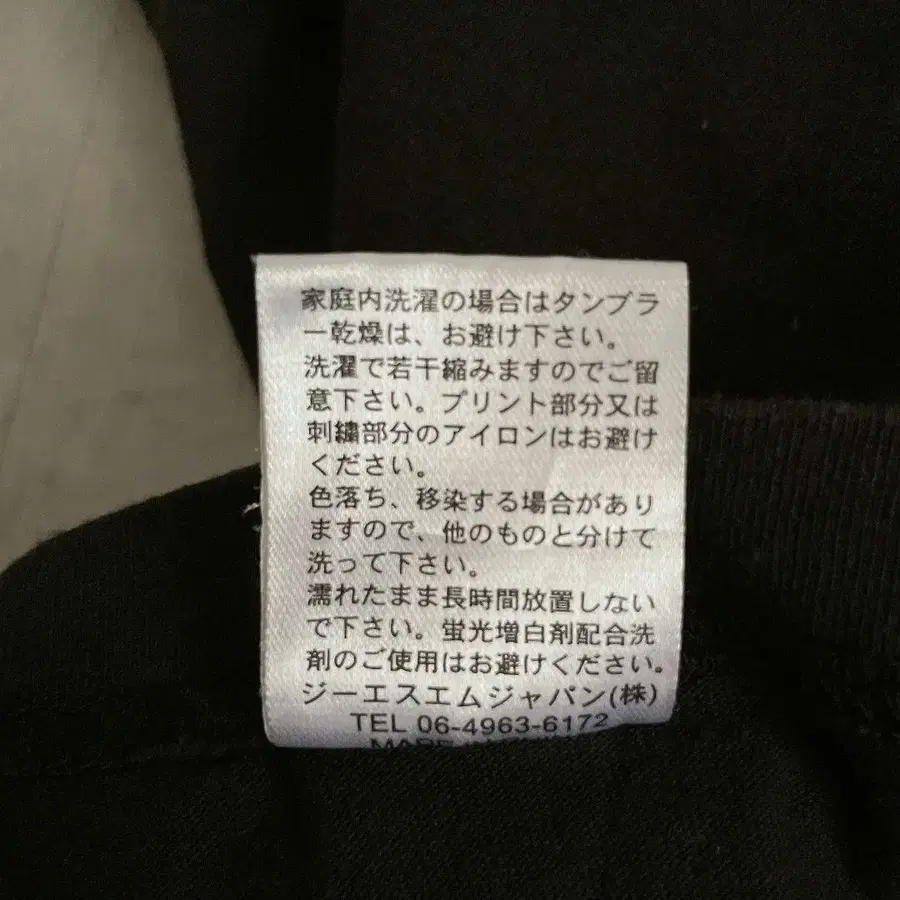 家庭内洗濯の場合はタンブラ
ー乾燥は、お避け下さい。
洗濯で若干縮みますのでご留
意下さい。プリント部分又は
刺繍部分のアイロンはお避け
ください。
色落ち、移染する場合があり
ますので、他のものと分けて
洗って下さい。
濡れたまま長時間放置しない
で下さい。蛍光増白剤配合洗
剤のご使用はお避けください。
ジーエスエムジャパン(株)
TEL 06-4963-6172